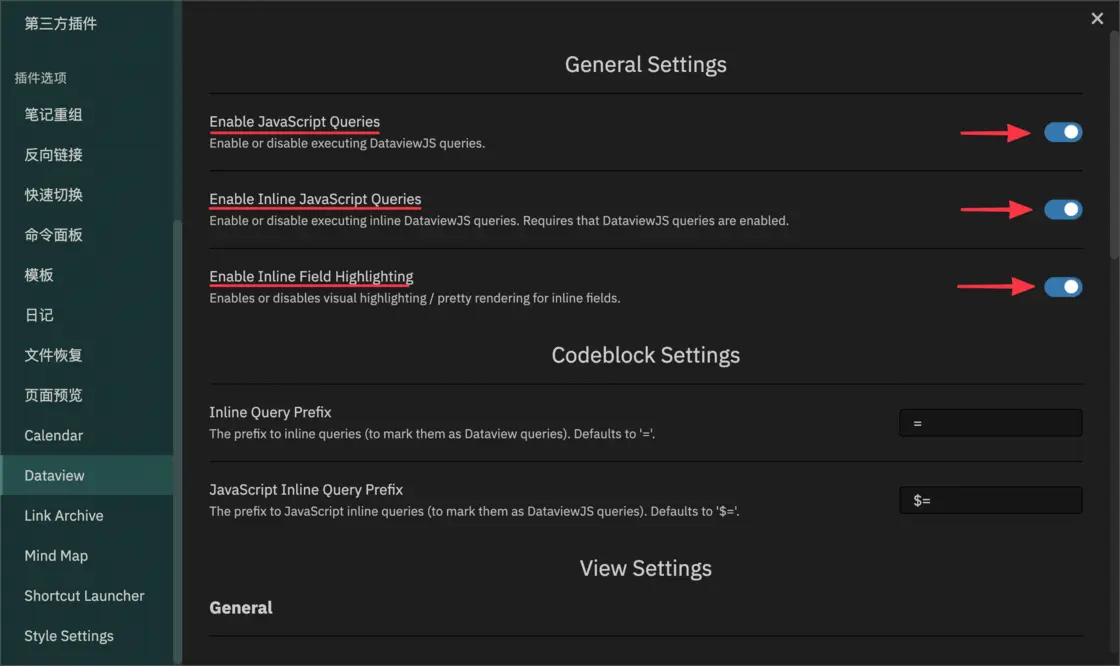 第三方插件
插件选项
笔记重组
反向链接
快速切换
命令面板
模板
日记
文件恢复
页面预览
Calendar
Dataview
Link Archive
Mind Map
Shortcut Launcher
Style Settings
General Settings
Enable JavaScript Queries
Enable or disable executing DataviewJS queries.
Enable Inline JavaScript Queries
Enable or disable executing inline DataviewJS queries. Requires that DataviewJS queries are enabled.
Enable Inline Field Highlighting
Enables or disables visual highlighting / pretty rendering for inline fields.
Codeblock Settings
Inline Query Prefix
The prefix to inline queries (to mark them as Dataview queries). Defaults to '='.
=
JavaScript Inline Query Prefix
The prefix to JavaScript inline queries (to mark them as DataviewJS queries). Defaults to '$='.
$=
View Settings
General